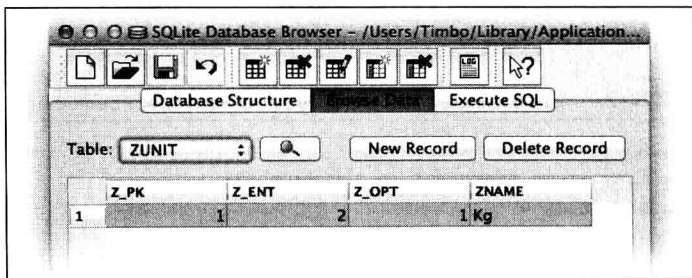 SQLite Database Browser – /Users/Timbo/Library/Application...
LOG
Database Structure Browse Data Execute SQL
Table: ZUNIT New Record Delete Record
Z_PK Z_ENT Z_OPT ZNAME
1 1 2 1 Kg